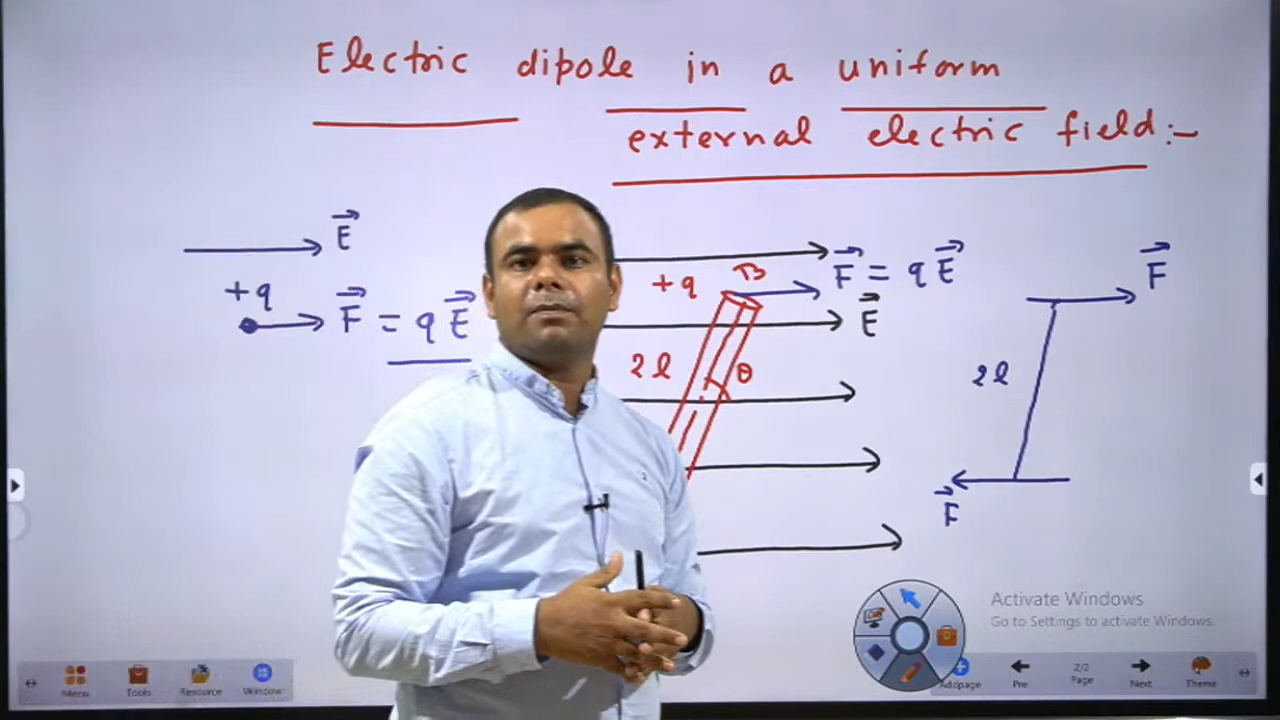 Electric dipole in a uniform
external electric field:-
E
+q
F = qE
+q B
F = qE
E
2l
θ
F
2l
F
Activate Windows
Go to Settings to activate Windows.
Menu
Tools
Resource
Window
Addpage
Pre
2/2
Page
Next
Theme